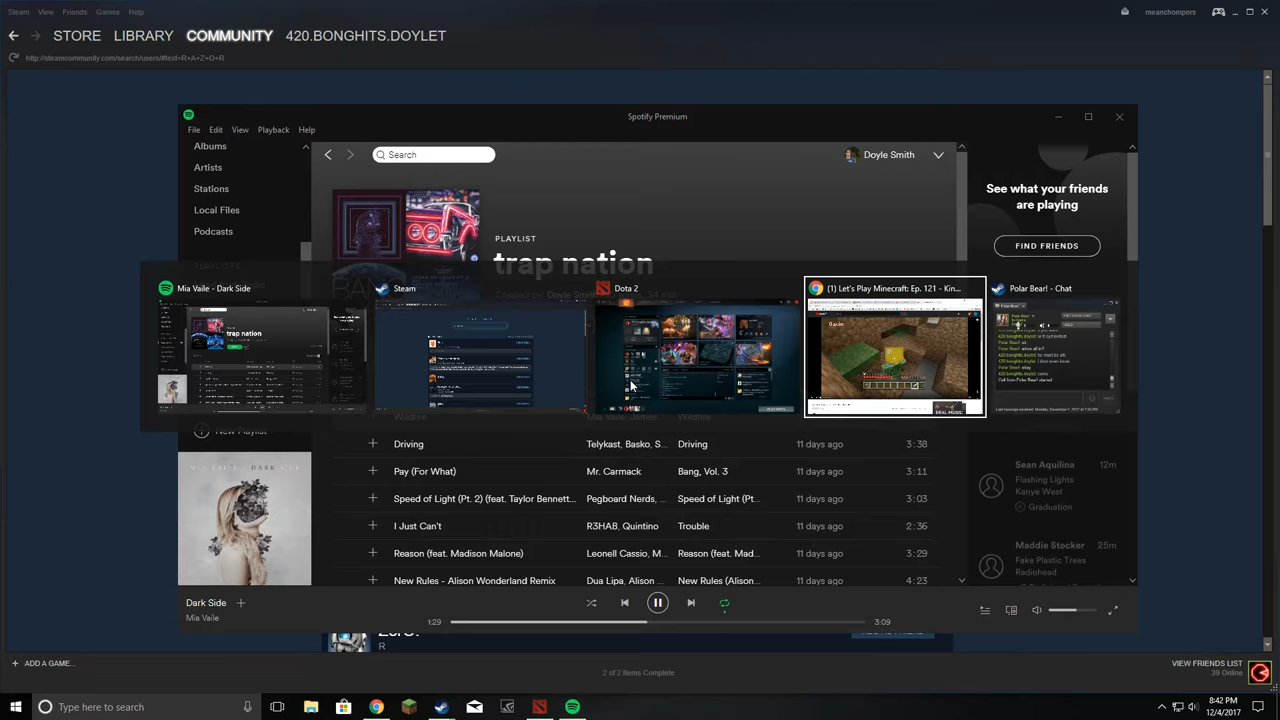 Steam View Friends Games Help
meanchompers
STORE LIBRARY COMMUNITY 420.BONGHITS.DOYLET
http://steamcommunity.com/search/users/#text=R+A+Z+O+R
Spotify Premium
File Edit View Playback Help
Albums
Artists
Stations
Local Files
Podcasts
Search
Doyle Smith
See what your friends
are playing
FIND FRIENDS
PLAYLIST
trap nation
Mia Vaile - Dark Side
Steam
Dota 2
(1) Let's Play Minecraft: Ep. 121 - Kin...
Polar Bear! - Chat
Gavin
REAL MUSIC
New Playlist
Driving Telykast, Basko, S... Driving 11 days ago 3:38
Pay (For What) Mr. Carmack Bang, Vol. 3 11 days ago 3:11
Speed of Light (Pt. 2) (feat. Taylor Bennett... Pegboard Nerds, ... Speed of Light (Pt... 11 days ago 3:03
I Just Can't R3HAB, Quintino Trouble 11 days ago 2:36
Reason (feat. Madison Malone) Leonell Cassio, M... Reason (feat. Mad... 11 days ago 3:29
New Rules - Alison Wonderland Remix Dua Lipa, Alison ... New Rules (Alison... 11 days ago 4:23
Sean Aquilina 12m
Flashing Lights
Kanye West
Graduation
Maddie Stocker 25m
Fake Plastic Trees
Radiohead
MIA VAILE - DARK SIDE
Dark Side
Mia Vaile
1:29
3:09
R
ADD A GAME...
2 of 2 Items Complete
VIEW FRIENDS LIST
39 Online
Type here to search
8:42 PM
12/4/2017